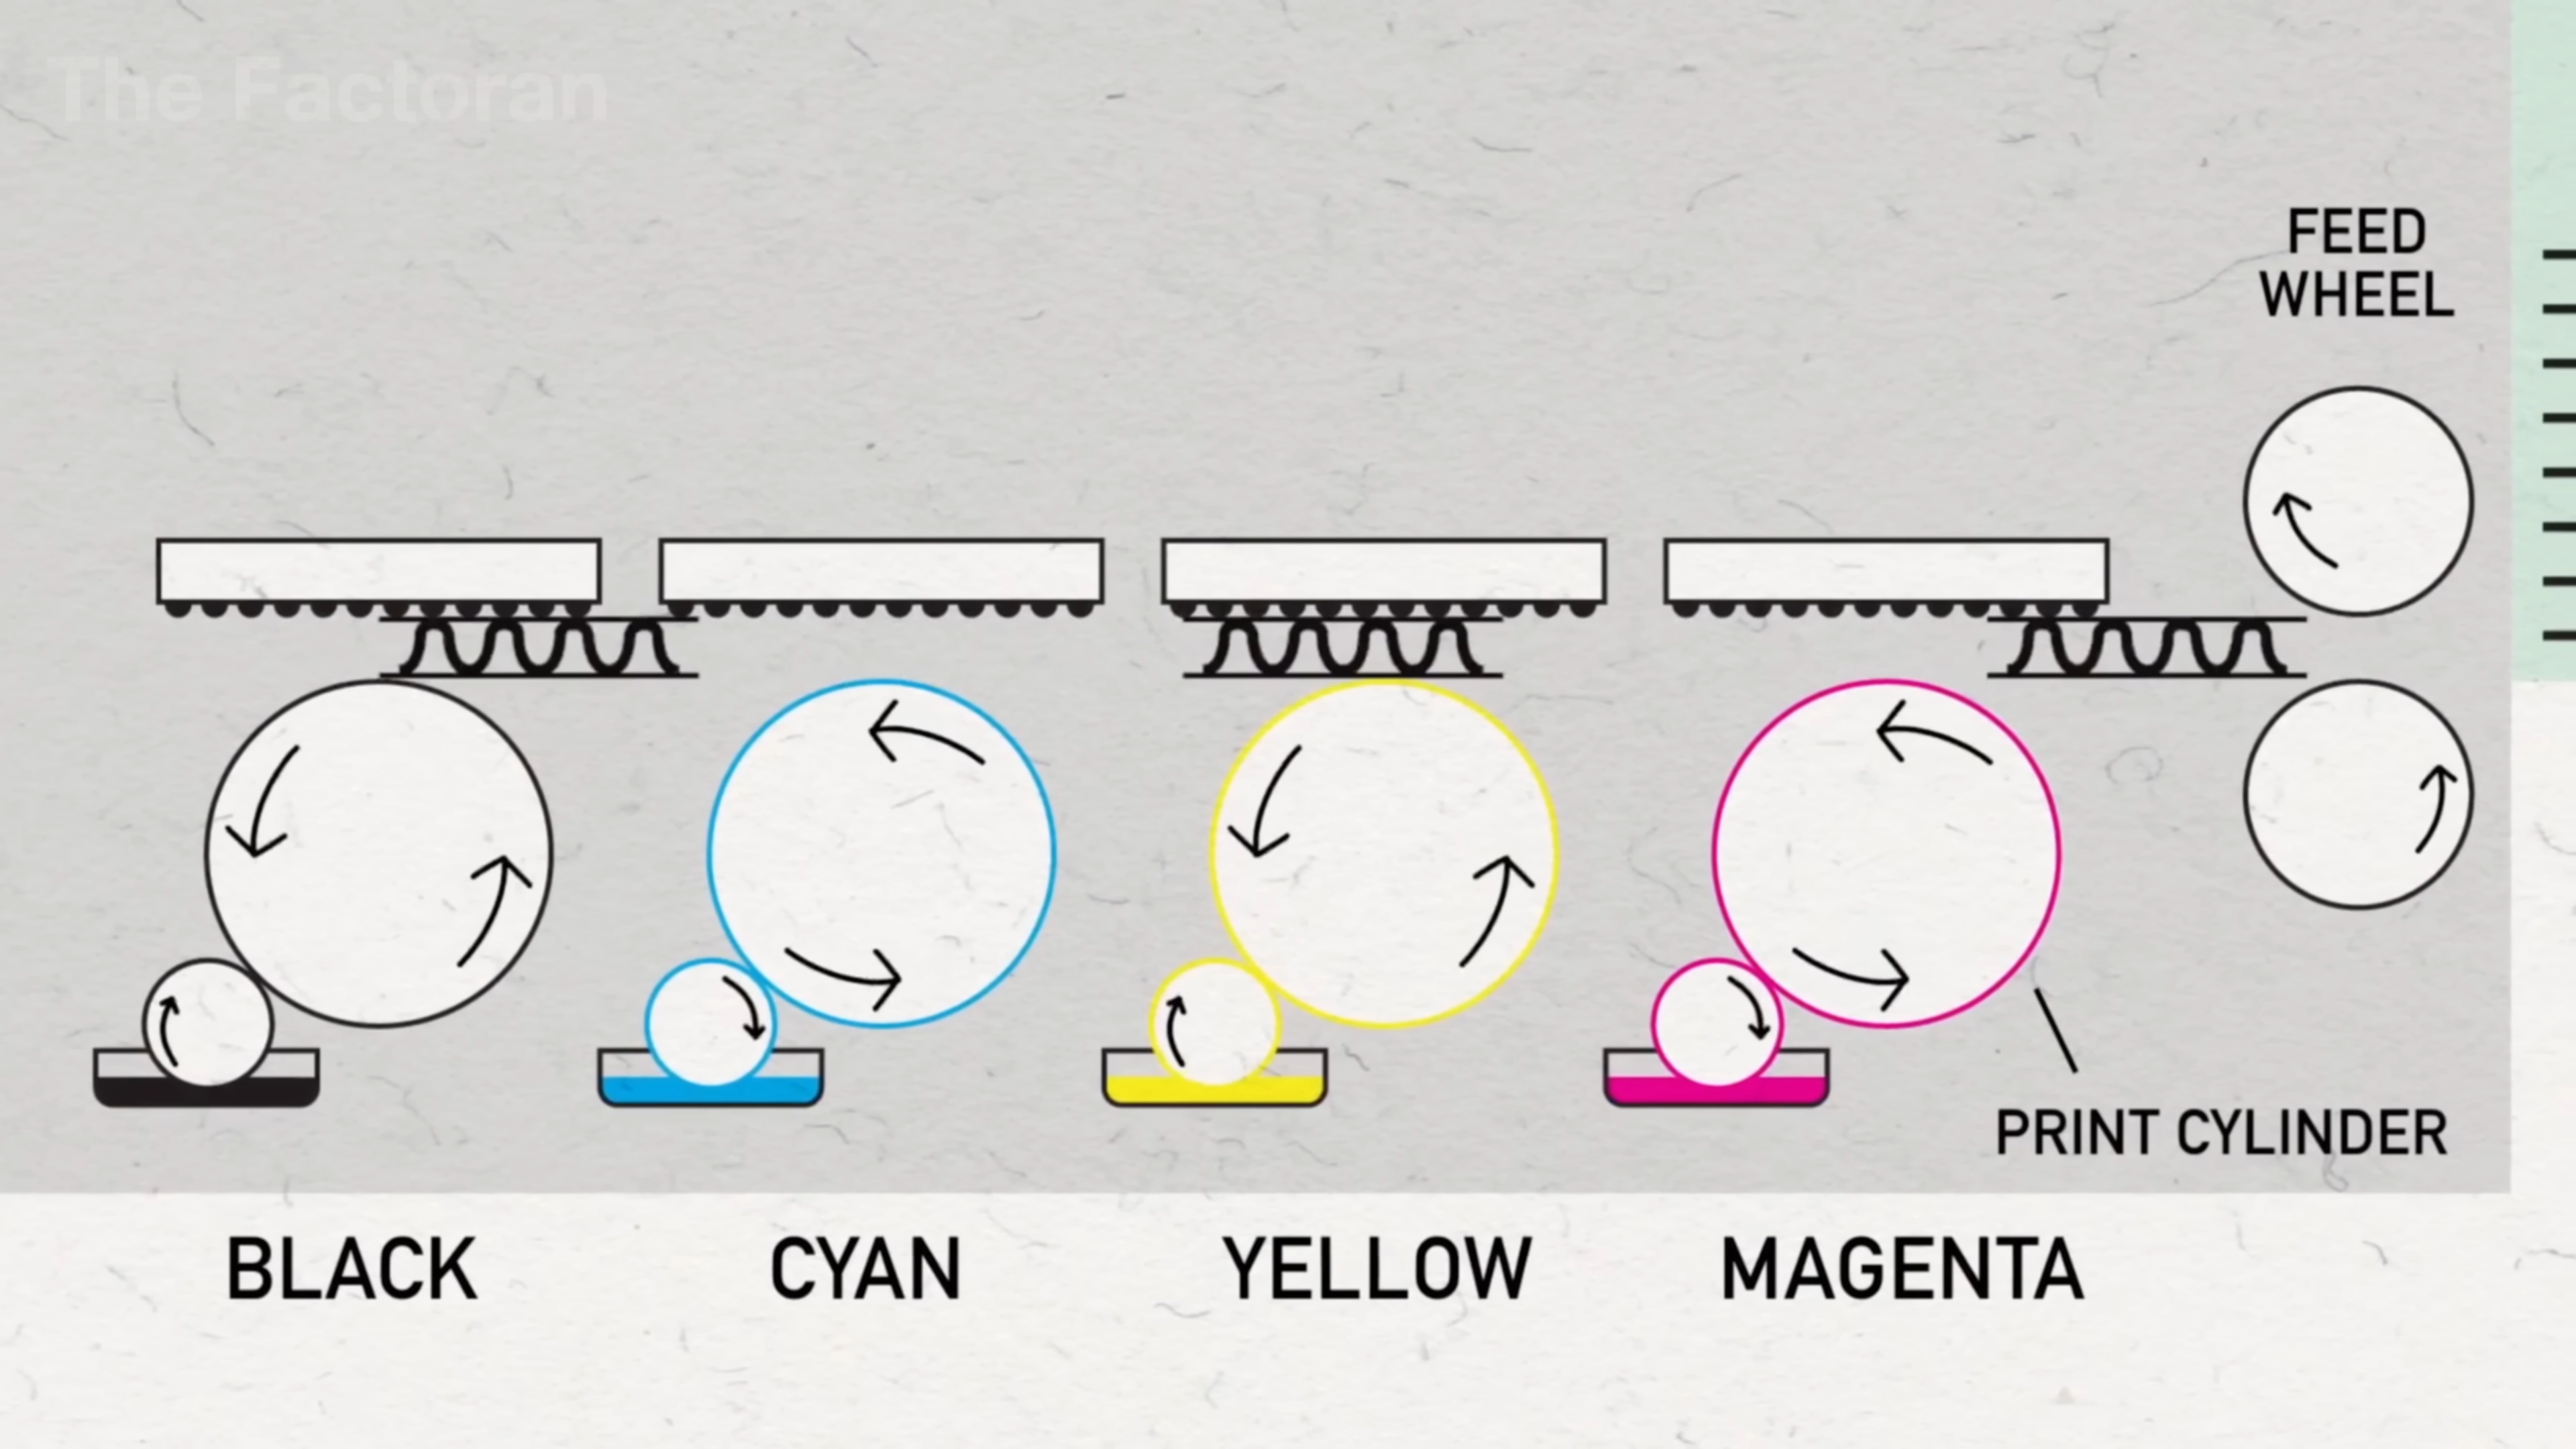 The Factoran
FEED
WHEEL
PRINT CYLINDER
BLACK
CYAN
YELLOW
MAGENTA